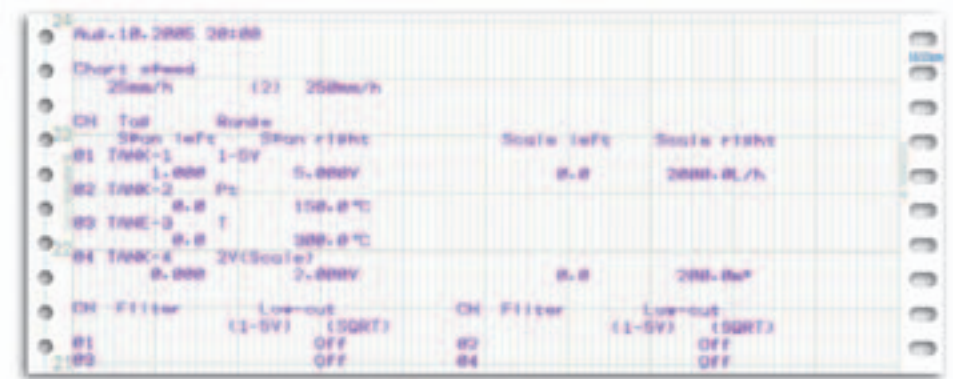 Aug.10.2005 20:00
Chart speed
25mm/h (2) 250mm/h
CH Tag Range
Span left Span right Scale left Scale right
01 TANK-1 1-5V
1.000 5.000V 0.0 2000.0L/h
02 TANK-2 Pt
0.0 150.0℃
03 TANE-3 T
0.0 300.0℃
04 TANK-4 2V(Scale)
0.000 2.000V 0.0 200.0
CH Filter Low-cut CH Filter Low-cut
(1-5V) (SQRT) (1-5V) (SQRT)
01 Off 02 Off
03 Off 04 Off